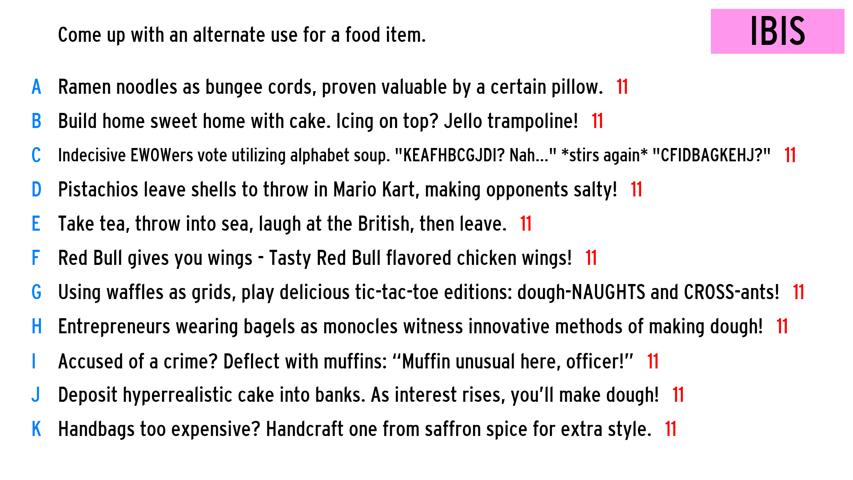 Come up with an alternate use for a food item.
IBIS
A Ramen noodles as bungee cords, proven valuable by a certain pillow. 11
B Build home sweet home with cake. Icing on top? Jello trampoline! 11
C Indecisive EWOWers vote utilizing alphabet soup. "KEAFHBCGJDI? Nah..." *stirs again* "CFIDBAGKEHJ?" 11
D Pistachios leave shells to throw in Mario Kart, making opponents salty! 11
E Take tea, throw into sea, laugh at the British, then leave. 11
F Red Bull gives you wings - Tasty Red Bull flavored chicken wings! 11
G Using waffles as grids, play delicious tic-tac-toe editions: dough-NAUGHTS and CROSS-ants! 11
H Entrepreneurs wearing bagels as monocles witness innovative methods of making dough! 11
I Accused of a crime? Deflect with muffins: “Muffin unusual here, officer!” 11
J Deposit hyperrealistic cake into banks. As interest rises, you’ll make dough! 11
K Handbags too expensive? Handcraft one from saffron spice for extra style. 11